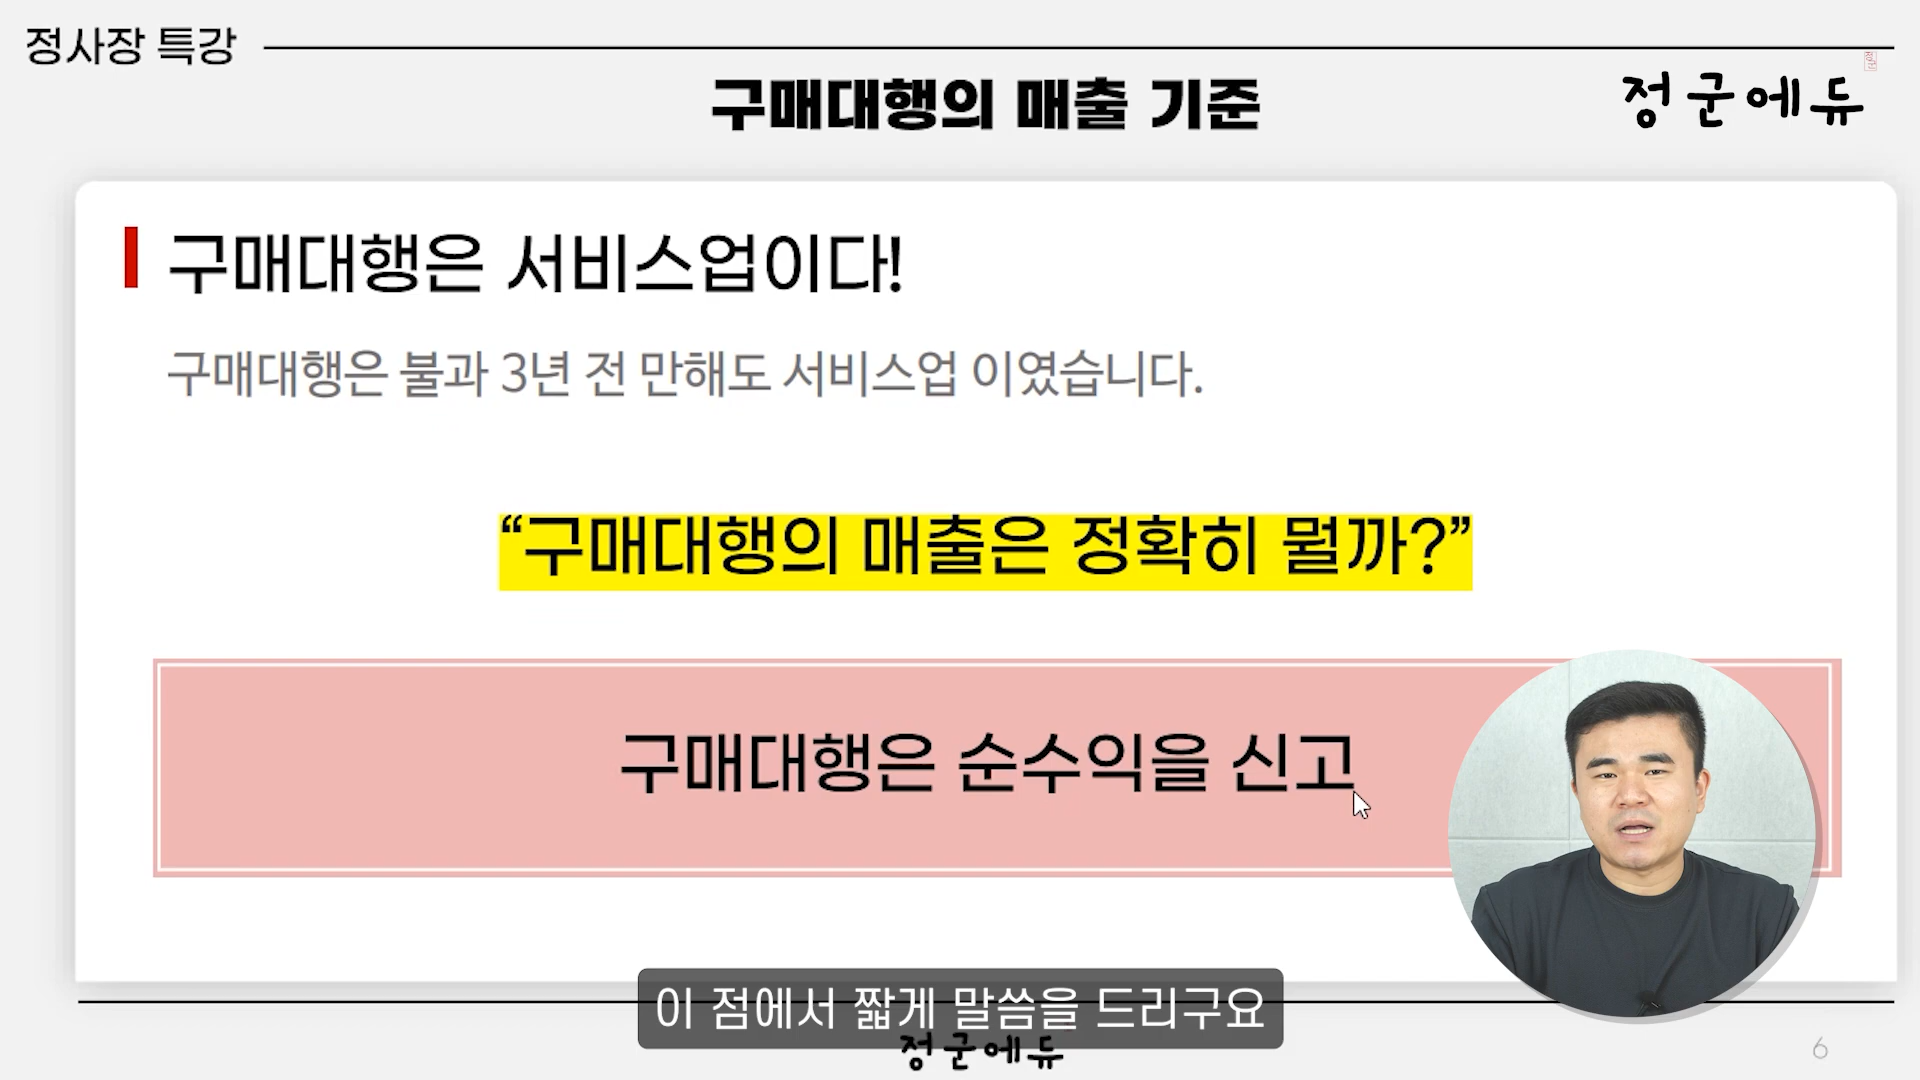 정사장 특강
구매대행의 매출 기준
정군에듀
구매대행은 서비스업이다!
구매대행은 불과 3년 전 만해도 서비스업 이였습니다.
“구매대행의 매출은 정확히 뭘까?”
구매대행은 순수익을 신고
이 점에서 짧게 말씀을 드리구요
정군에듀
6